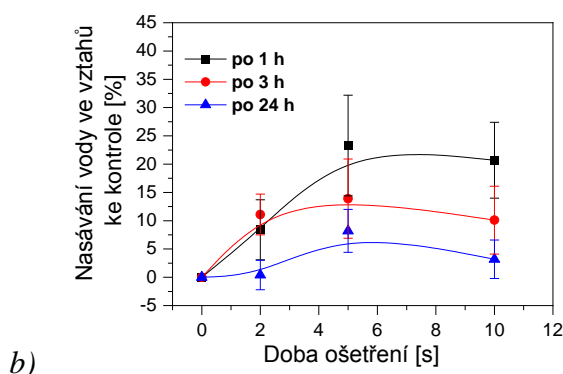 Nasávání vody ve vztahů
ke kontrole [%]
45
40
35
30
25
20
15
10
5
0
-5
po 1 h
po 3 h
po 24 h
0 2 4 6 8 10 12
Doba ošetření [s]
b)